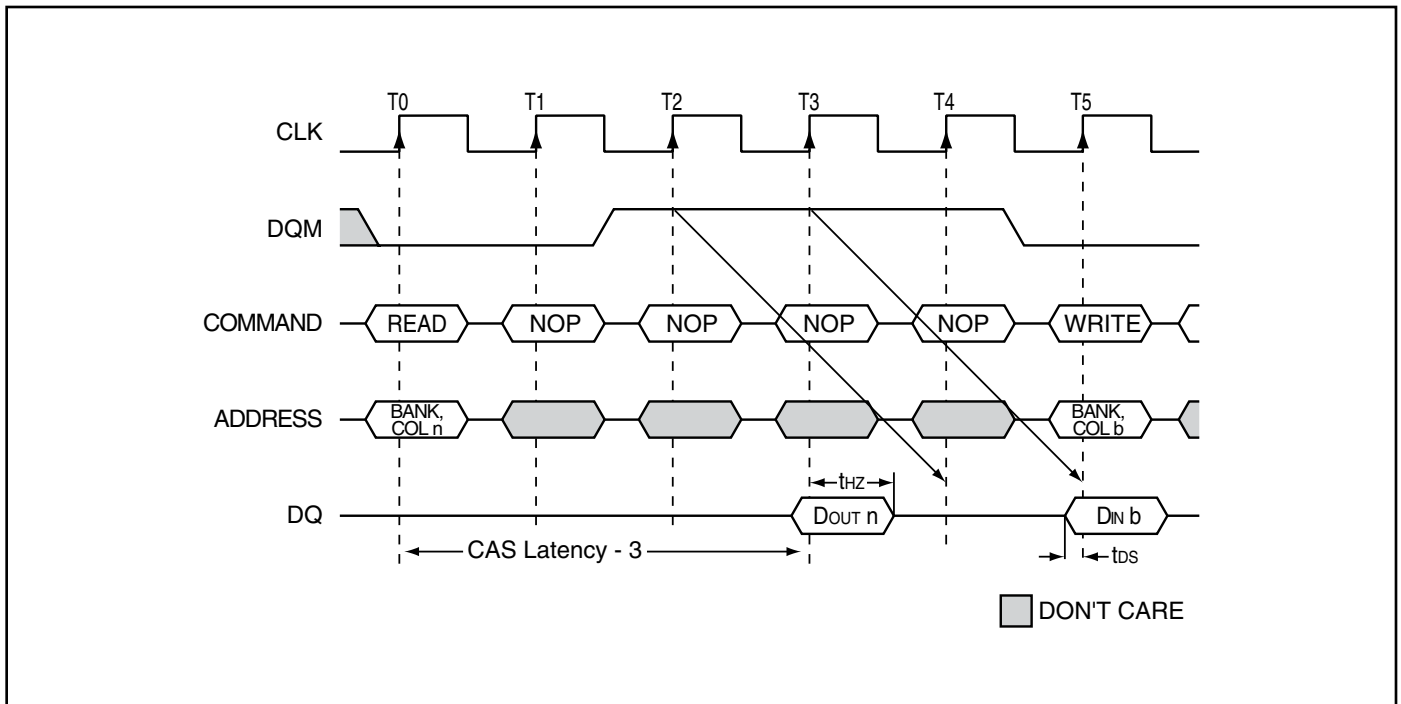 T0 T1 T2 T3 T4 T5
CLK
DQM
COMMAND READ NOP NOP NOP NOP WRITE
ADDRESS BANK, COL n BANK, COL b
tHZ
DQ DOUT n DIN b
CAS Latency - 3 tDS
DON'T CARE